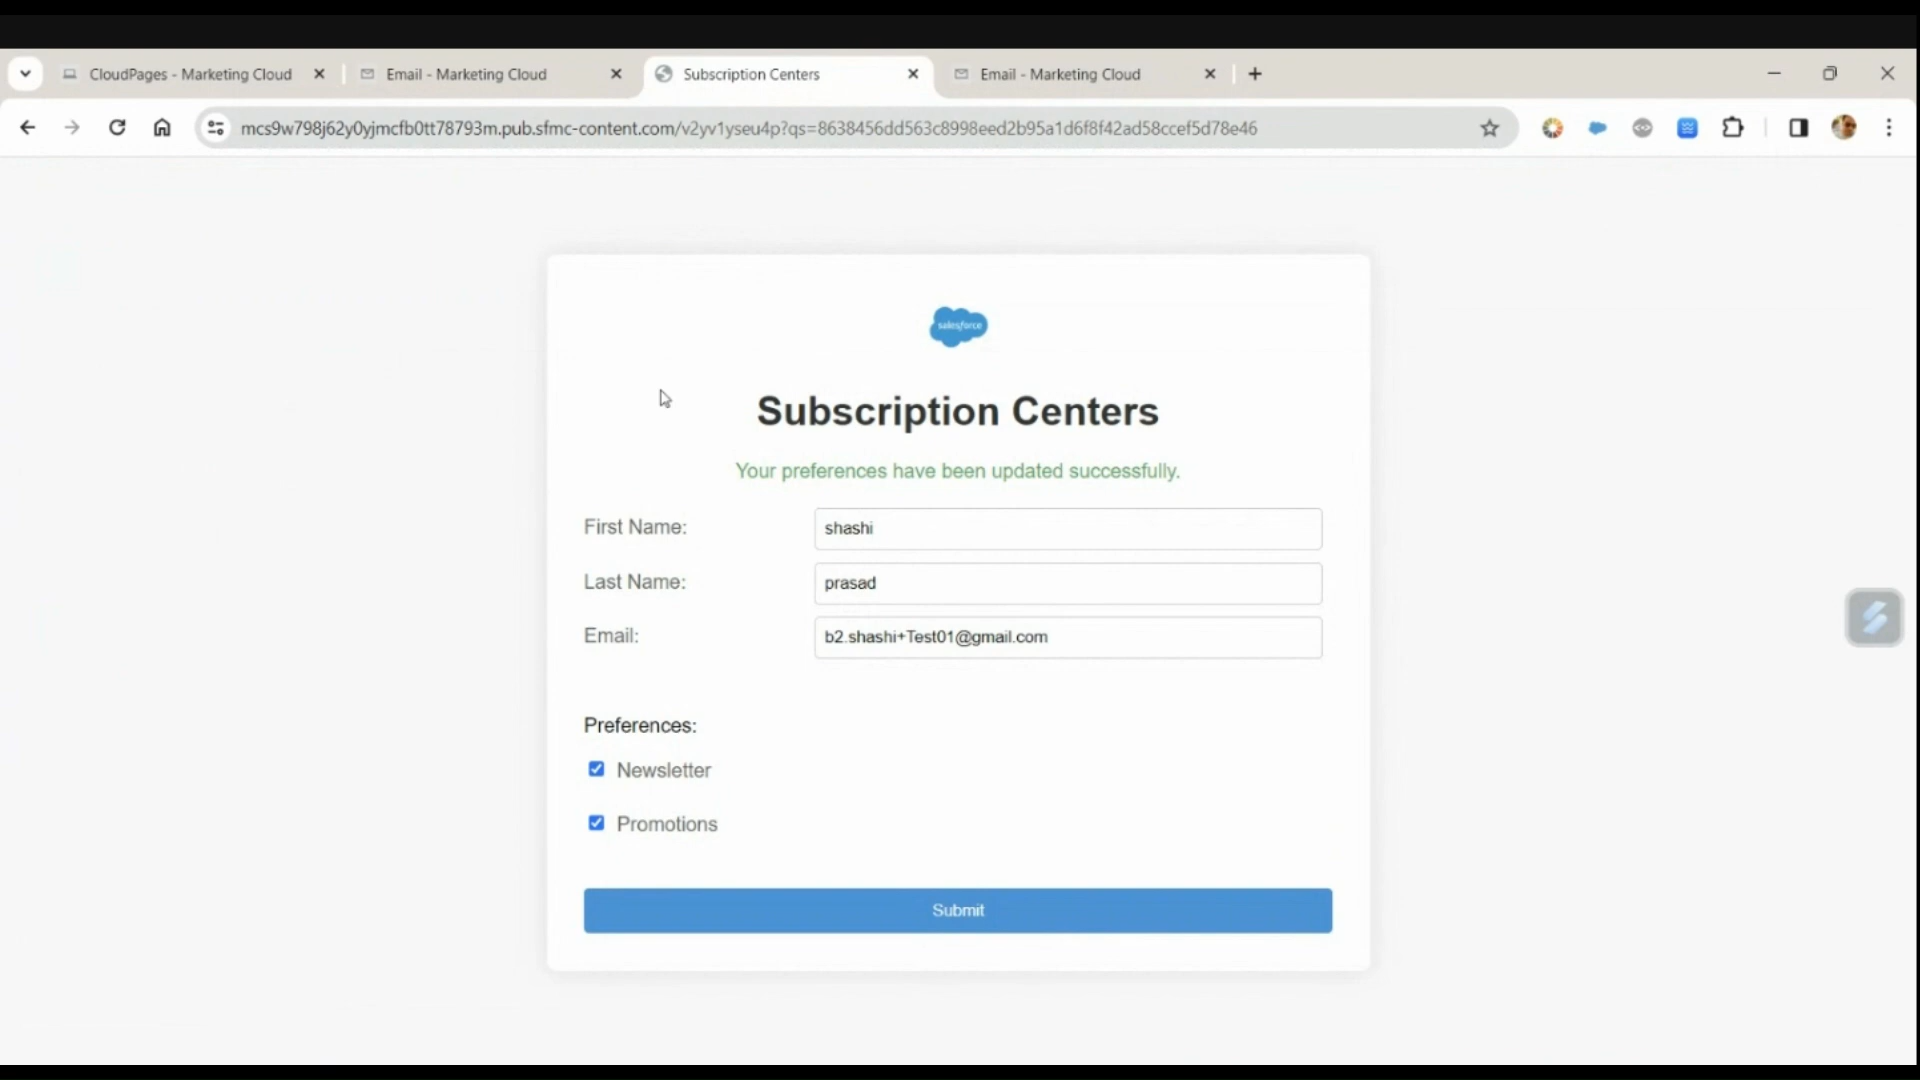 CloudPages - Marketing Cloud
Email - Marketing Cloud
Subscription Centers
Email - Marketing Cloud
mcs9w798j62y0yjmcfb0tt78793m.pub.sfmc-content.com/v2yv1yseu4p?qs=8638456dd563c8998eed2b95a1d6f8f42ad58ccef5d78e46
salesforce
Subscription Centers
Your preferences have been updated successfully.
First Name: shashi
Last Name: prasad
Email: b2.shashi+Test01@gmail.com
Preferences:
Newsletter
Promotions
Submit